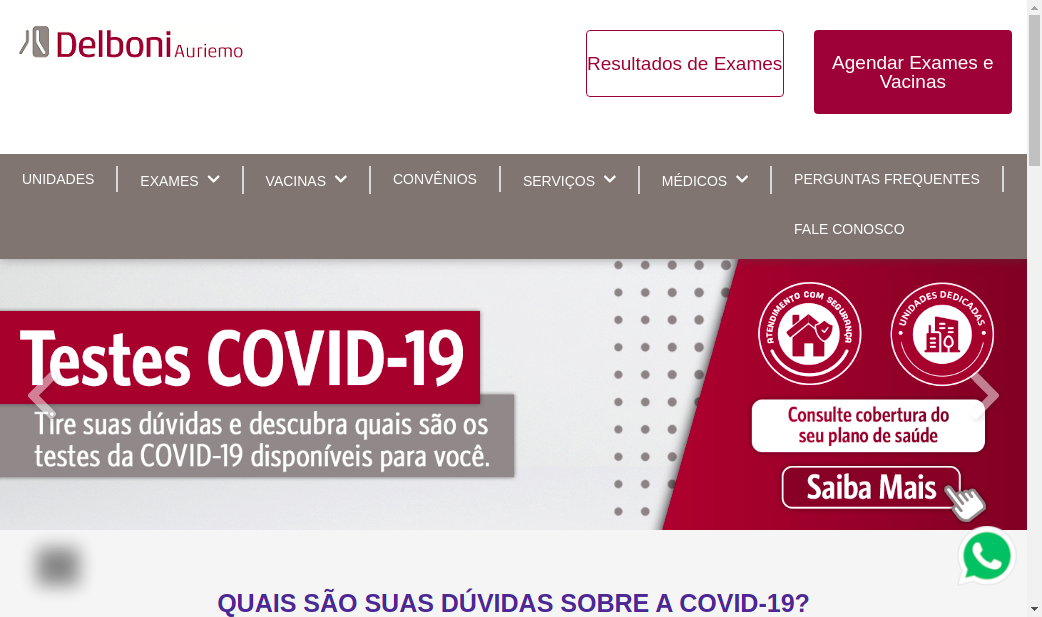 Delboni Auriemo
Resultados de Exames
Agendar Exames e
Vacinas
UNIDADES
EXAMES
VACINAS
CONVÊNIOS
SERVIÇOS
MÉDICOS
PERGUNTAS FREQUENTES
FALE CONOSCO
Testes COVID-19
Tire suas dúvidas e descubra quais são os
testes da COVID-19 disponíveis para você.
ATENDIMENTO COM SEGURANÇA
UNIDADES DEDICADAS
Consulte cobertura do
seu plano de saúde
Saiba Mais
QUAIS SÃO SUAS DÚVIDAS SOBRE A COVID-19?